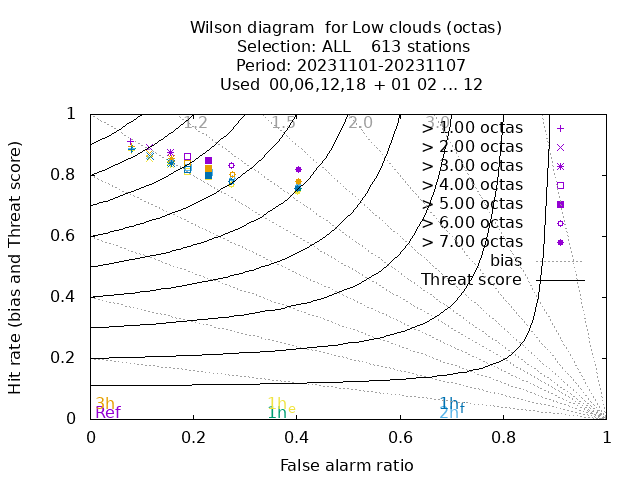 Wilson diagram  for Low clouds (octas)
Selection: ALL    613 stations
Period: 20231101-20231107
Used  00,06,12,18  + 01 02 ... 12
Hit rate (bias and Threat score)
1
0.8
0.6
0.4
0.2
0
1.2
1.5
2.0
3.0
> 1.00 octas
> 2.00 octas
> 3.00 octas
> 4.00 octas
> 5.00 octas
> 6.00 octas
> 7.00 octas
bias
Threat score
3h
1h_e
1h_f
Ref
1h
2h
0
0.2
0.4
0.6
0.8
1
False alarm ratio